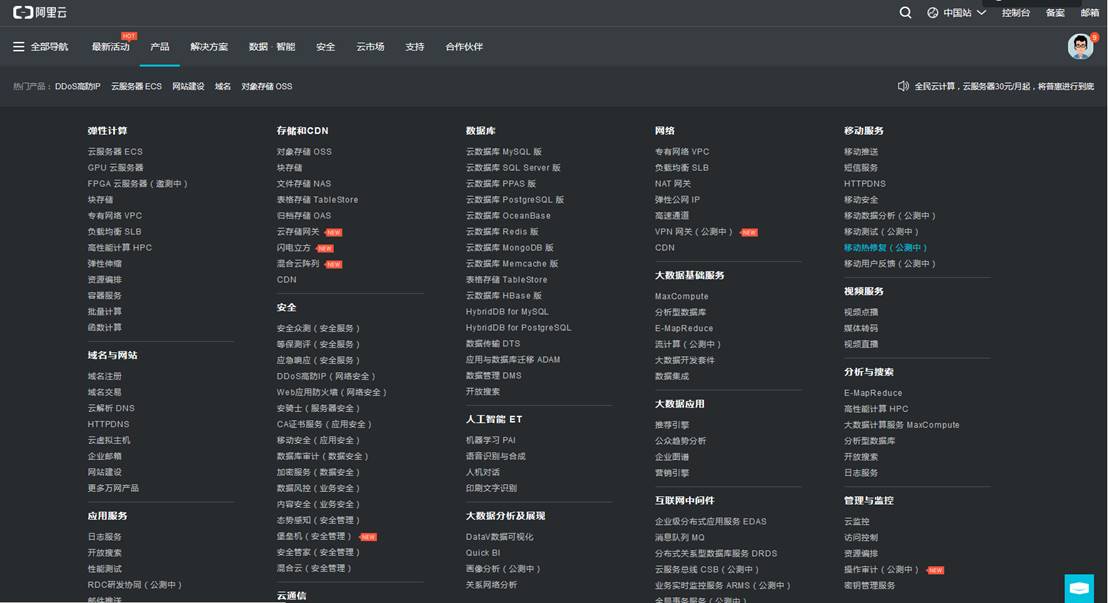 阿里云
中国站 控制台 备案 邮箱
全部导航 最新活动 HOT 产品 解决方案 数据·智能 安全 云市场 支持 合作伙伴 9
热门产品： DDoS高防IP 云服务器 ECS 网站建设 域名 对象存储 OSS
全民云计算，云服务器30元/月起，将普惠进行到底
弹性计算
云服务器 ECS
GPU 云服务器
FPGA 云服务器（邀测中）
块存储
专有网络 VPC
负载均衡 SLB
高性能计算 HPC
弹性伸缩
资源编排
容器服务
批量计算
函数计算
域名与网站
域名注册
域名交易
云解析 DNS
HTTPDNS
云虚拟主机
企业邮箱
网站建设
更多万网产品
应用服务
日志服务
开放搜索
性能测试
RDC研发协同（公测中）
邮件推送
存储和CDN
对象存储 OSS
块存储
文件存储 NAS
表格存储 TableStore
归档存储 OAS
云存储网关 NEW
闪电立方 NEW
混合云阵列 NEW
CDN
安全
安全众测（安全服务）
等保测评（安全服务）
应急响应（安全服务）
DDoS高防IP（网络安全）
Web应用防火墙（网络安全）
安骑士（服务器安全）
CA证书服务（应用安全）
移动安全（应用安全）
数据库审计（数据安全）
加密服务（数据安全）
数据风控（业务安全）
内容安全（业务安全）
态势感知（安全管理）
堡垒机（安全管理） NEW
安全管家（安全管理）
混合云（安全管理）
云通信
数据库
云数据库 MySQL 版
云数据库 SQL Server 版
云数据库 PPAS 版
云数据库 PostgreSQL 版
云数据库 OceanBase
云数据库 Redis 版
云数据库 MongoDB 版
云数据库 Memcache 版
表格存储 TableStore
云数据库 HBase 版
HybridDB for MySQL
HybridDB for PostgreSQL
数据传输 DTS
应用与数据库迁移 ADAM
数据管理 DMS
开放搜索
人工智能 ET
机器学习 PAI
语音识别与合成
人机对话
印刷文字识别
大数据分析及展现
DataV数据可视化
Quick BI
画像分析（公测中）
关系网络分析
网络
专有网络 VPC
负载均衡 SLB
NAT 网关
弹性公网 IP
高速通道
VPN 网关（公测中） NEW
CDN
大数据基础服务
MaxCompute
分析型数据库
E-MapReduce
流计算（公测中）
大数据开发套件
数据集成
大数据应用
推荐引擎
公众趋势分析
企业图谱
营销引擎
互联网中间件
企业级分布式应用服务 EDAS
消息队列 MQ
分布式关系型数据库服务 DRDS
云服务总线 CSB（公测中）
业务实时监控服务 ARMS（公测中）
全局事务服务（公测中）
移动服务
移动推送
短信服务
HTTPDNS
移动安全
移动数据分析（公测中）
移动测试（公测中）
移动热修复（公测中）
移动用户反馈（公测中）
视频服务
视频点播
媒体转码
视频直播
分析与搜索
E-MapReduce
高性能计算 HPC
大数据计算服务 MaxCompute
分析型数据库
开放搜索
日志服务
管理与监控
云监控
访问控制
资源编排
操作审计（公测中） NEW
密钥管理服务